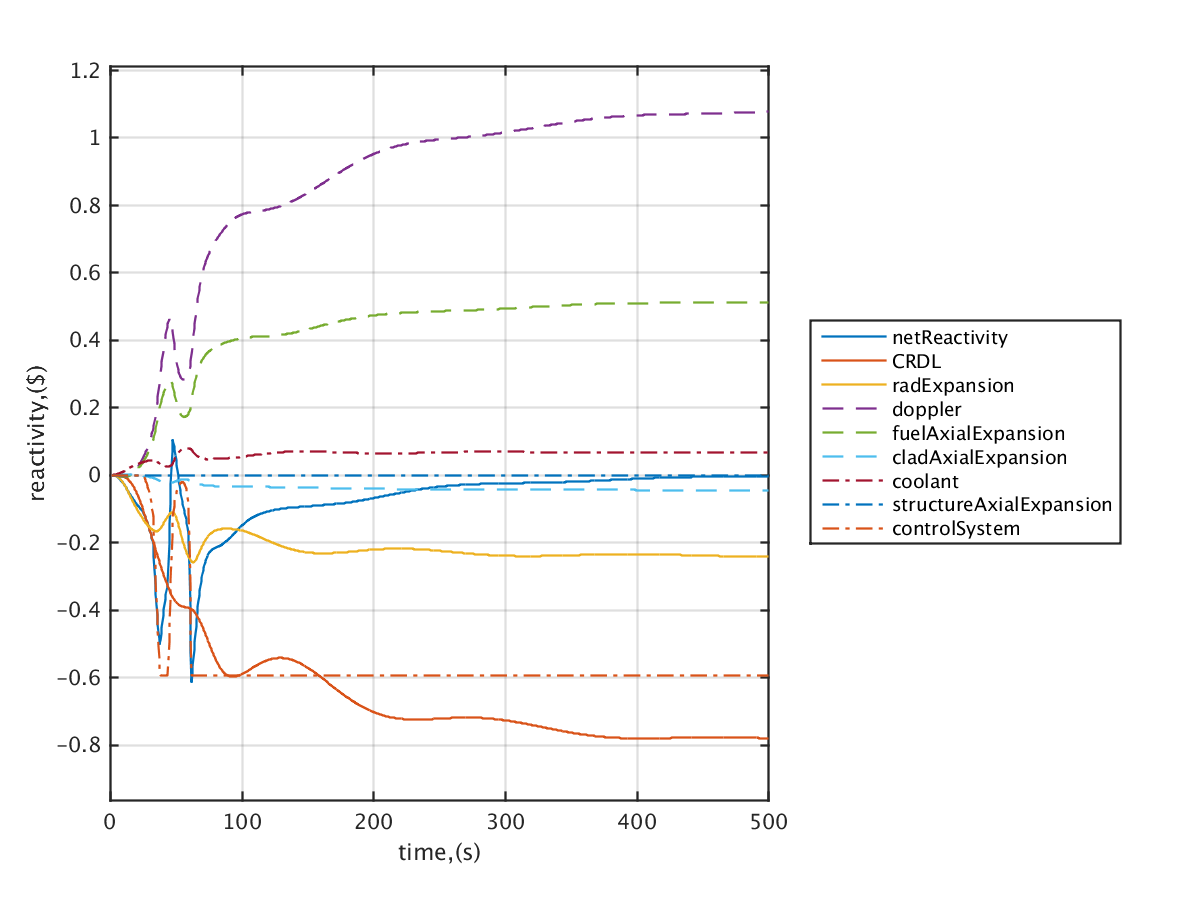 1.2
1
0.8
0.6
0.4
0.2
0
−0.2
−0.4
−0.6
−0.8
reactivity,($)
0 100 200 300 400 500
time,(s)
netReactivity
CRDL
radExpansion
doppler
fuelAxialExpansion
cladAxialExpansion
coolant
structureAxialExpansion
controlSystem